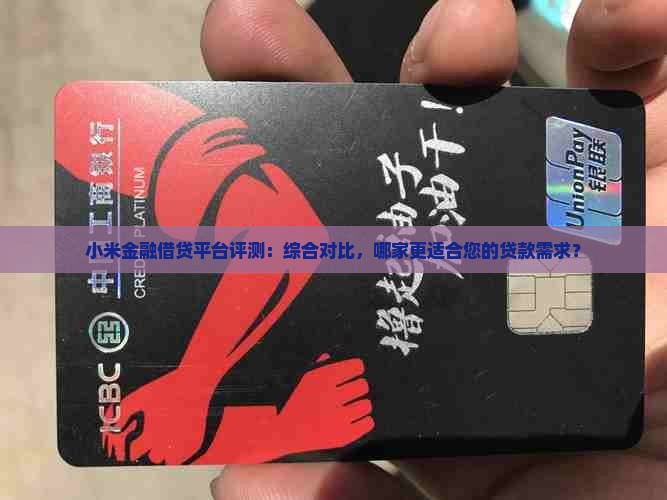 小米金融借贷平台评测：综合对比，哪家更适合您的贷款需求？
ICBC 中国工商银行
CREDIT PLATINUM
撸起袖子
加油干！
UnionPay
银联